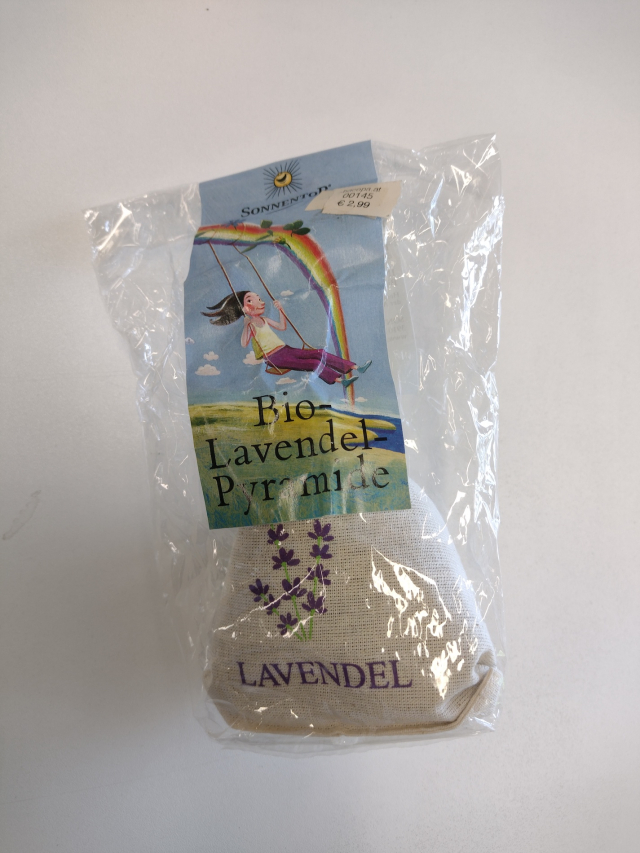 SONNENTOR
00145
€ 2,99
Bio-
Lavendel-
Pyramide
LAVENDEL